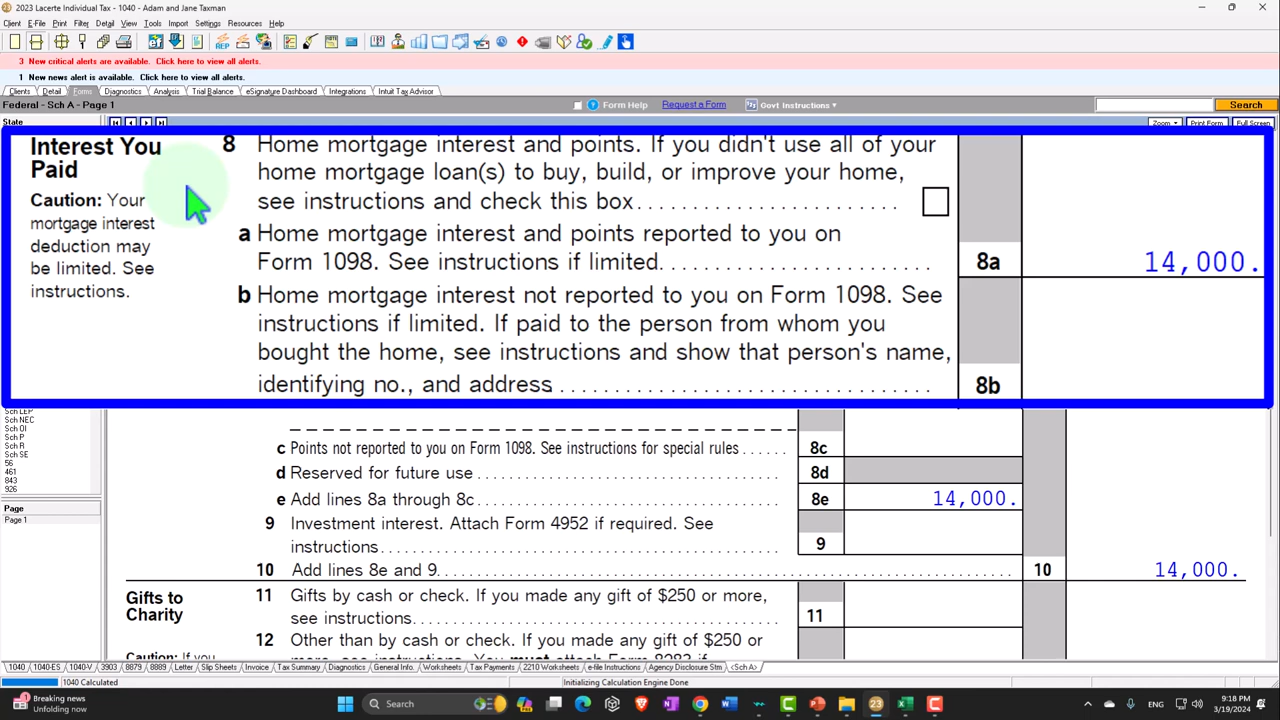 2023 Lacerte Individual Tax - 1040 - Adam and Jane Taxman
Client E-File Print Filter Detail View Tools Import Settings Resources Help
3 New critical alerts are available. Click here to view all alerts.
1 New news alert is available. Click here to view all alerts.
Clients Detail Forms Diagnostics Analysis Trial Balance eSignature Dashboard Integrations Intuit Tax Advisor
Federal - Sch A - Page 1 Form Help Request a Form Govt Instructions Search
State Zoom Print Form Full Screen
Interest You Paid
Caution: Your
mortgage interest
deduction may
be limited. See
instructions.
8 Home mortgage interest and points. If you didn't use all of your
home mortgage loan(s) to buy, build, or improve your home,
see instructions and check this box
a Home mortgage interest and points reported to you on
Form 1098. See instructions if limited. 8a 14,000.
b Home mortgage interest not reported to you on Form 1098. See
instructions if limited. If paid to the person from whom you
bought the home, see instructions and show that person's name,
identifying no., and address 8b
Sch LEP
Sch NEC
Sch OI
Sch P
Sch R
Sch SE
56
461
843
926
Page
Page 1
c Points not reported to you on Form 1098. See instructions for special rules 8c
d Reserved for future use 8d
e Add lines 8a through 8c 8e 14,000.
9 Investment interest. Attach Form 4952 if required. See
instructions 9
10 Add lines 8e and 9 10 14,000.
Gifts to
Charity
11 Gifts by cash or check. If you made any gift of $250 or more,
see instructions 11
12 Other than by cash or check. If you made any gift of $250 or
1040 1040-ES 1040-V 3903 8879 8889 Letter Slip Sheets Invoice Tax Summary Diagnostics General Info. Worksheets Tax Payments 2210 Worksheets e-file Instructions Agency Disclosure Stm <Sch A>
1040 Calculated Initializing Calculation Engine Done
Breaking news
Unfolding now
Search
ENG
9:18 PM
3/19/2024